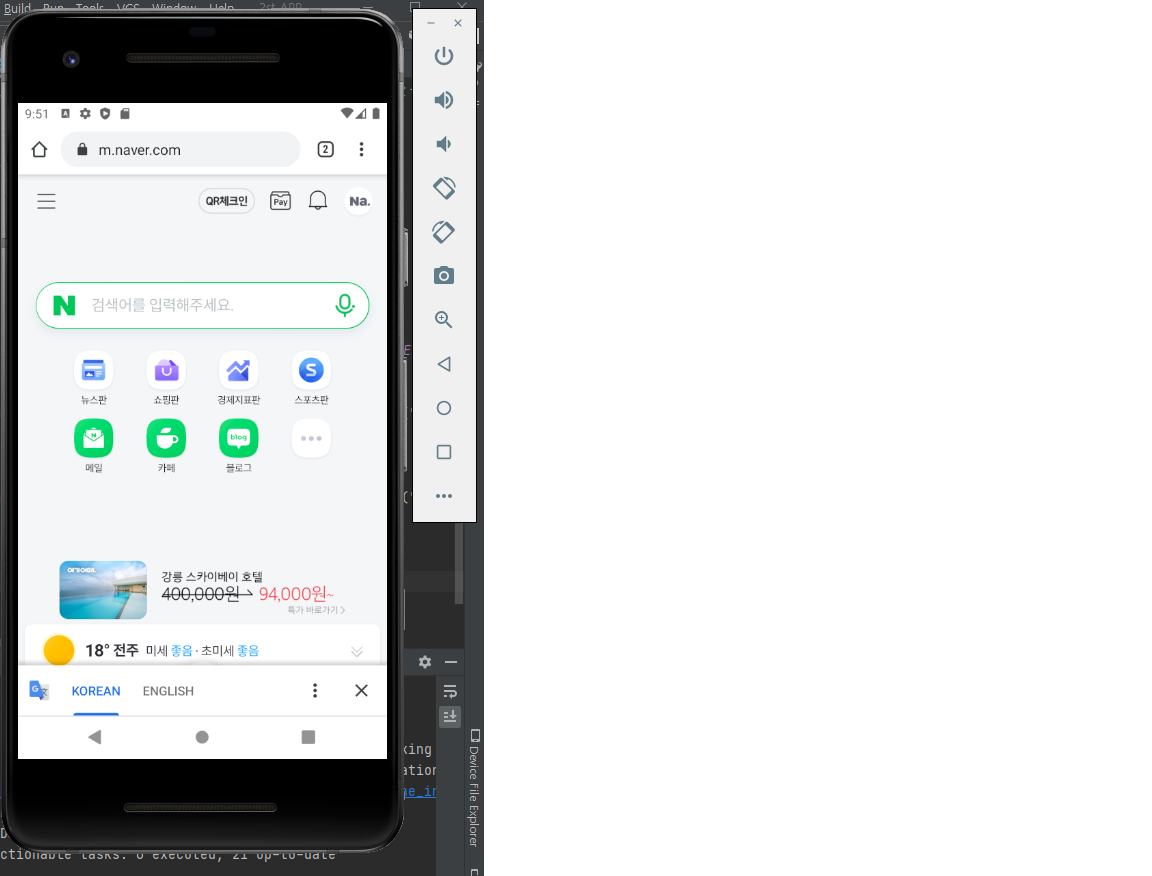 Build Run Tools VCS Window Help
9:51
m.naver.com
2
QR체크인
Pay
Na.
N
검색어를 입력해주세요.
뉴스판
쇼핑판
경제지표판
S
스포츠판
메일
카페
blog
블로그
강릉 스카이베이 호텔
400,000원→ 94,000원~
특가 바로가기 >
18° 전주 미세 좋음 · 초미세 좋음
KOREAN ENGLISH
Device File Explorer
ctionable tasks: 6 executed, 21 up-to-date